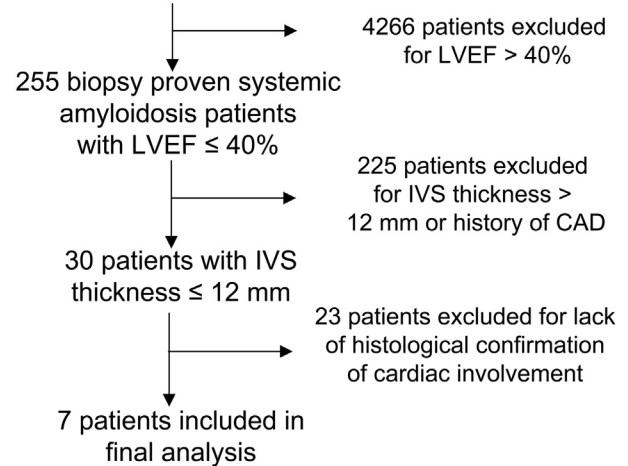 4266 patients excluded
for LVEF > 40%
255 biopsy proven systemic
amyloidosis patients
with LVEF ≤ 40%
225 patients excluded
for IVS thickness >
12 mm or history of CAD
30 patients with IVS
thickness ≤ 12 mm
23 patients excluded for lack
of histological confirmation
of cardiac involvement
7 patients included in
final analysis